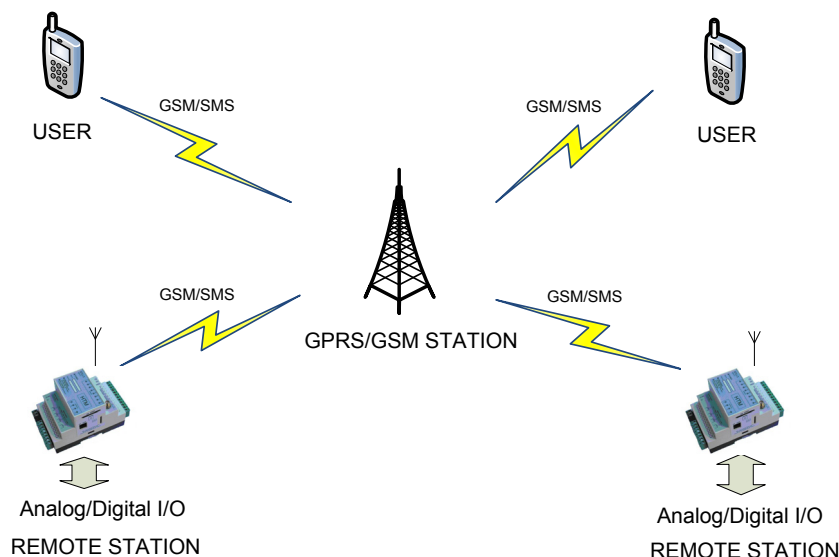 GSM/SMS
GSM/SMS
USER
USER
GSM/SMS
GSM/SMS
GPRS/GSM STATION
Analog/Digital I/O
REMOTE STATION
Analog/Digital I/O
REMOTE STATION